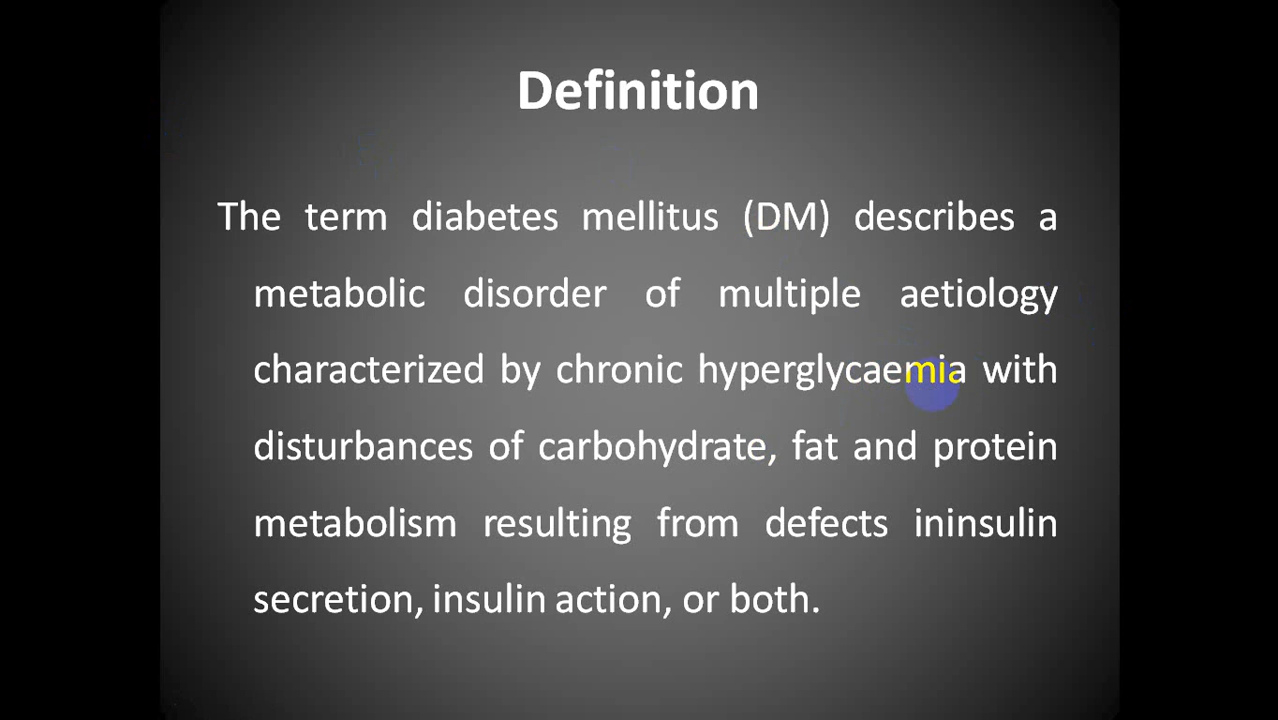 Definition
The term diabetes mellitus (DM) describes a
metabolic disorder of multiple aetiology
characterized by chronic hyperglycaemia with
disturbances of carbohydrate, fat and protein
metabolism resulting from defects ininsulin
secretion, insulin action, or both.